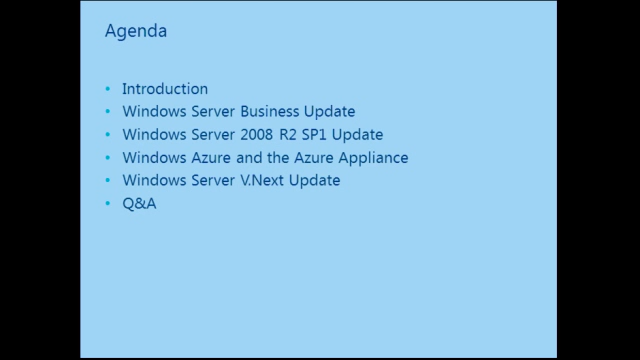 Agenda
• Introduction
• Windows Server Business Update
• Windows Server 2008 R2 SP1 Update
• Windows Azure and the Azure Appliance
• Windows Server V.Next Update
• Q&A